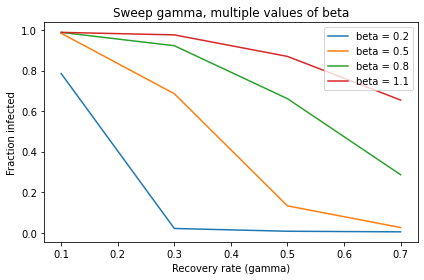 Sweep gamma, multiple values of beta
Fraction infected
1.0
0.8
0.6
0.4
0.2
0.0
beta = 0.2
beta = 0.5
beta = 0.8
beta = 1.1
0.1 0.2 0.3 0.4 0.5 0.6 0.7
Recovery rate (gamma)